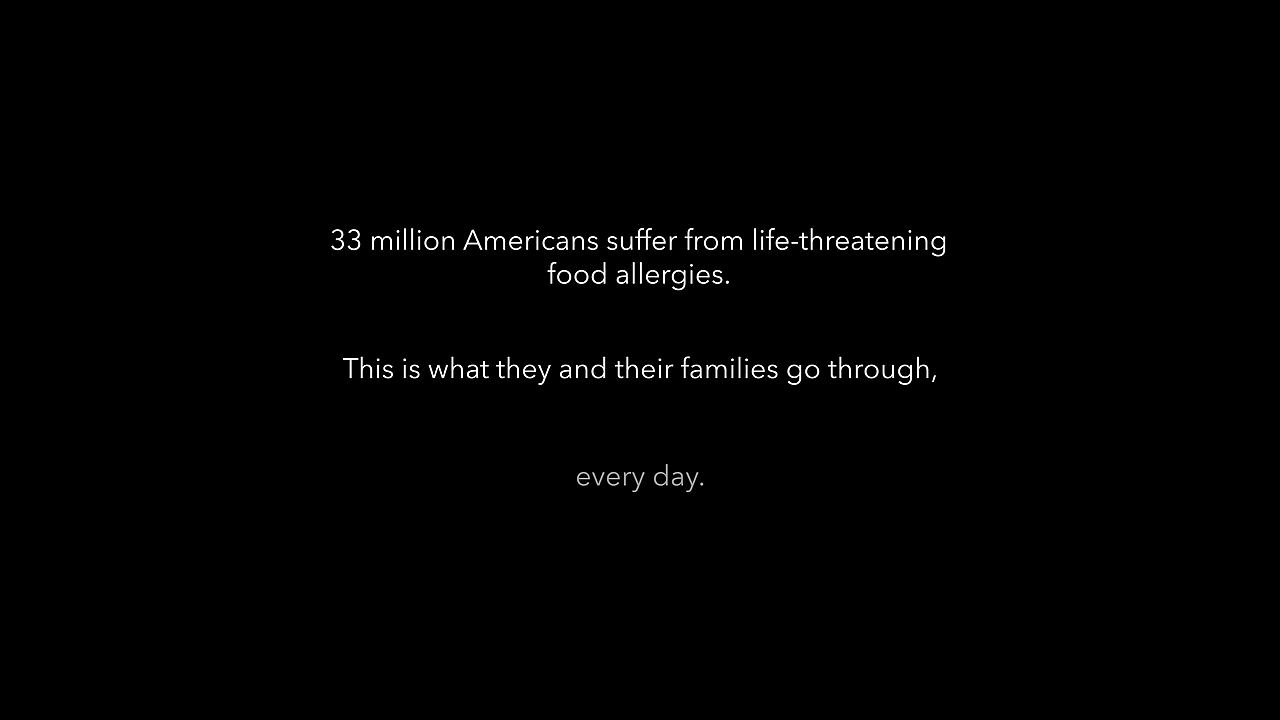 33 million Americans suffer from life-threatening
food allergies.
This is what they and their families go through,
every day.